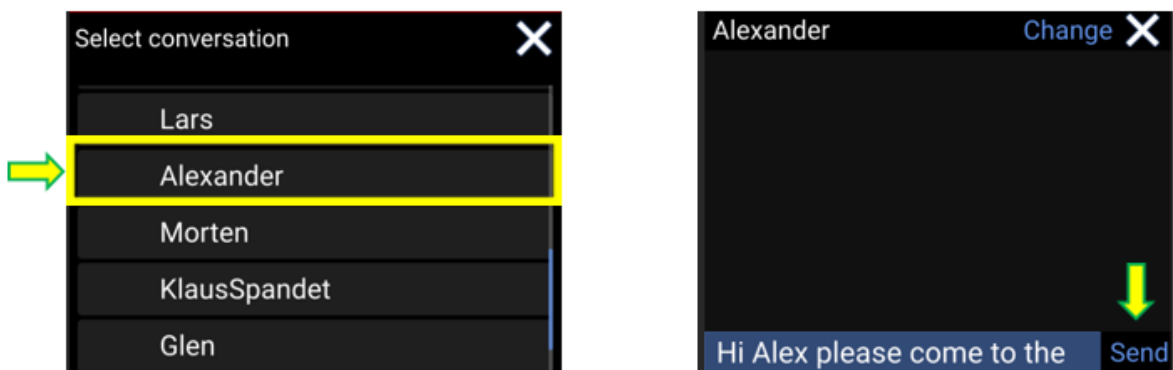 Select conversation
Lars
Alexander
Morten
KlausSpandet
Glen
Alexander Change
Hi Alex please come to the Send